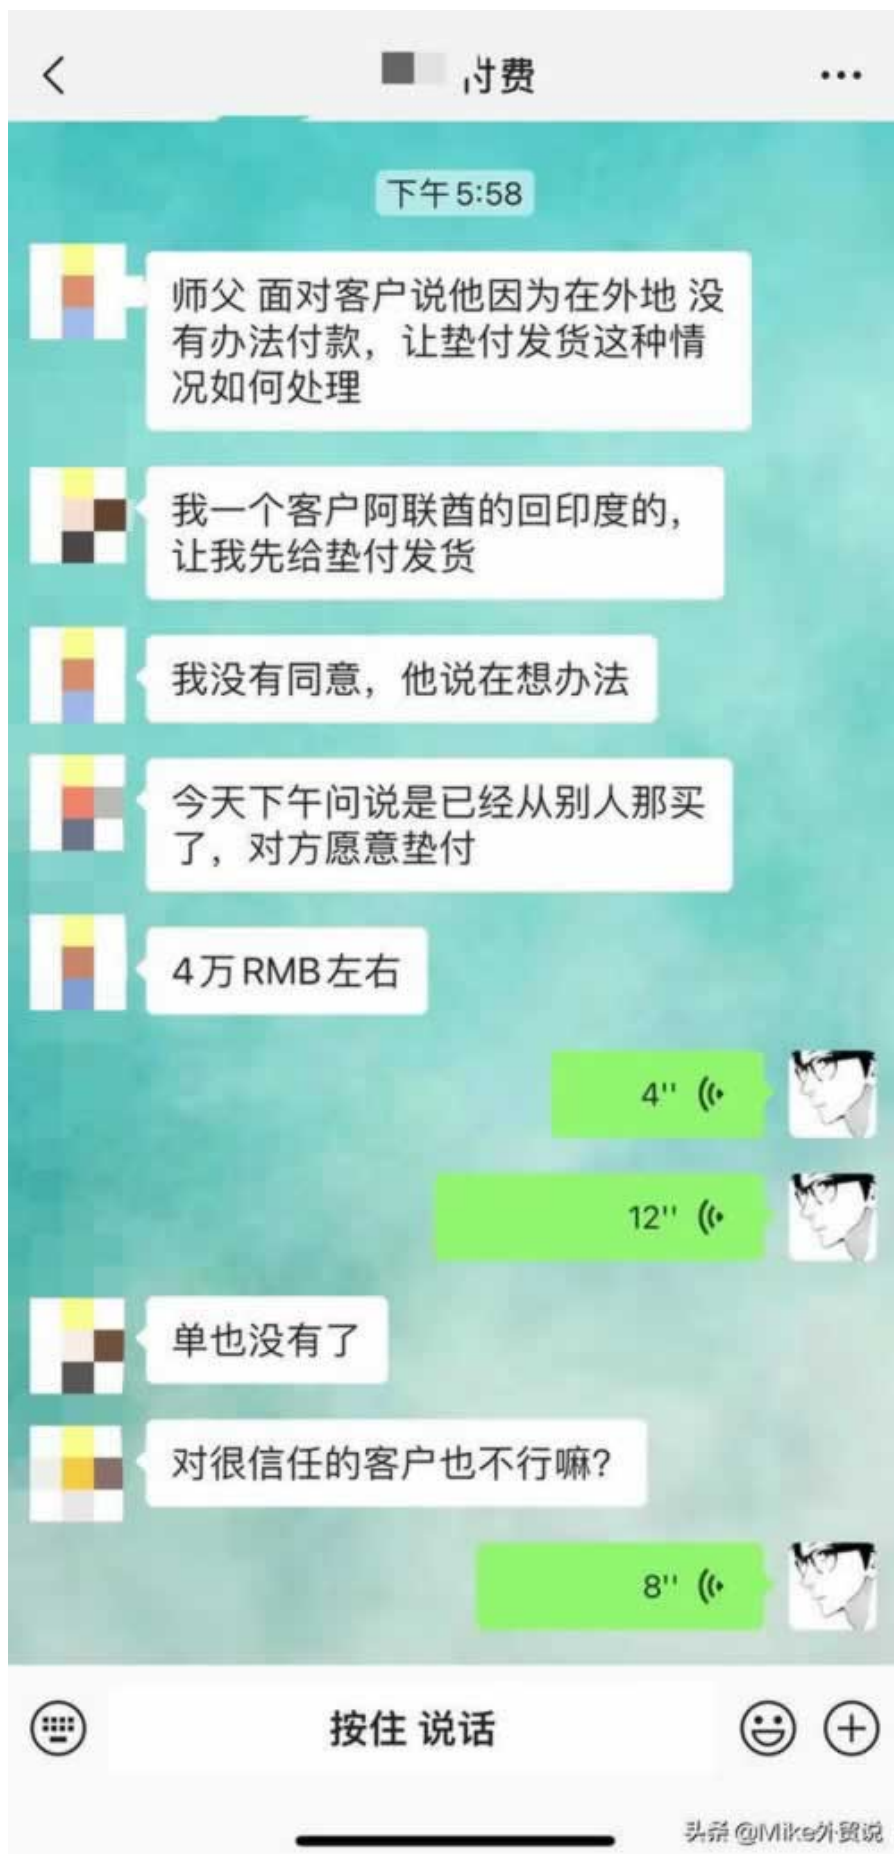 付费
下午5:58
师父 面对客户说他因为在外地 没
有办法付款，让垫付发货这种情
况如何处理
我一个客户阿联酋的回印度的，
让我先给垫付发货
我没有同意，他说在想办法
今天下午问说是已经从别人那买
了，对方愿意垫付
4万RMB左右
4''
12''
单也没有了
对很信任的客户也不行嘛？
8''
按住 说话
头条 @Mike外贸说